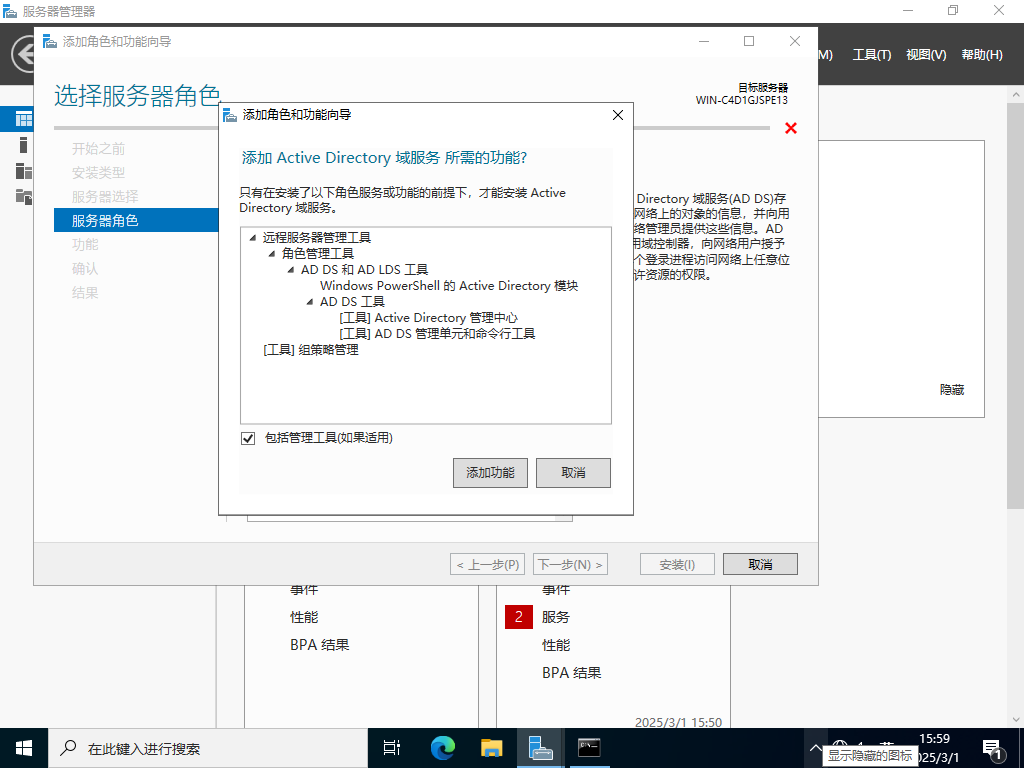 服务器管理器
添加角色和功能向导
工具(T)
视图(V)
帮助(H)
选择服务器角色
目标服务器
WIN-C4D1GJSPE13
开始之前
安装类型
服务器选择
服务器角色
功能
确认
结果
添加角色和功能向导
添加 Active Directory 域服务 所需的功能?
只有在安装了以下角色服务或功能的前提下，才能安装 Active
Directory 域服务。
远程服务器管理工具
角色管理工具
AD DS 和 AD LDS 工具
Windows PowerShell 的 Active Directory 模块
AD DS 工具
[工具] Active Directory 管理中心
[工具] AD DS 管理单元和命令行工具
[工具] 组策略管理
包括管理工具(如果适用)
添加功能
取消
Directory 域服务(AD DS)存
网络上的对象的信息，并向用
络管理员提供这些信息。AD
用域控制器，向网络用户授予
个登录进程访问网络上任意位
许资源的权限。
隐藏
< 上一步(P)
下一步(N) >
安装(I)
取消
事件
性能
BPA 结果
事件
2 服务
性能
BPA 结果
2025/3/1 15:50
在此键入进行搜索
15:59
显示隐藏的图标
025/3/1
1